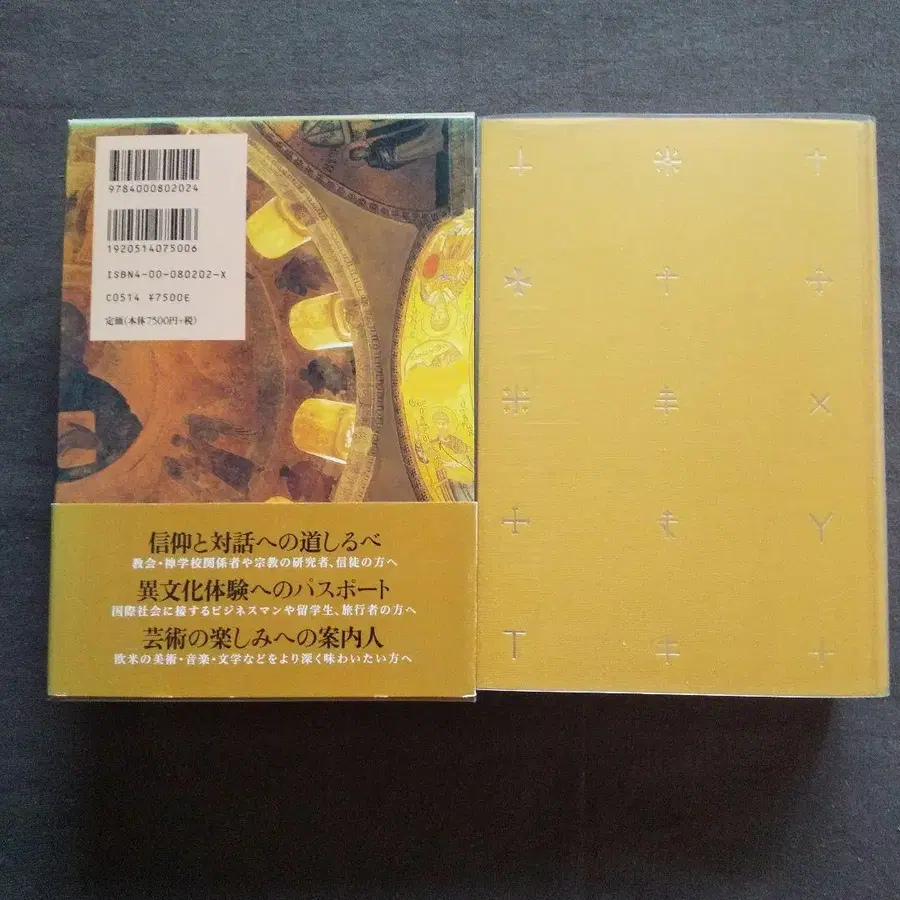 9784000802024
1920514075006
ISBN4-00-080202-X
C0514 ¥7500E
定価(本体7500円+税)
信仰と対話への道しるべ
教会・神学校関係者や宗教の研究者、信徒の方へ
異文化体験へのパスポート
国際社会に接するビジネスマンや留学生、旅行者の方へ
芸術の楽しみへの案内人
欧米の美術・音楽・文学などをより深く味わいたい方へ